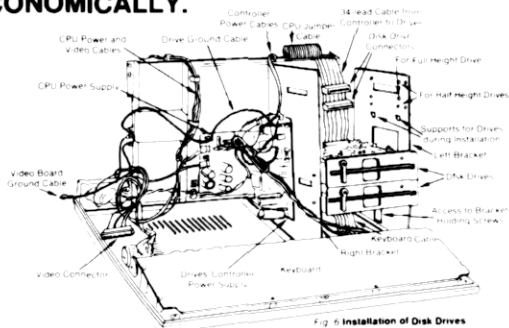 ECONOMICALLY.
Controller
Power Cables
CPU Jumper
Cable
34-lead Cable from
Controller to Drives
Disk Drive
Connectors
CPU Power and
Video Cables
Drive Ground Cable
For Full Height Drive
CPU Power Supply
For Half Height Drives
Supports for Drives
during Installation
Left Bracket
Video Board
Ground Cable
Disk Drives
Access to Bracket
Holding Screws
Keyboard Cable
Right Bracket
Video Connector
Drives Controller
Power Supply
Keyboard
Fig. 6 Installation of Disk Drives